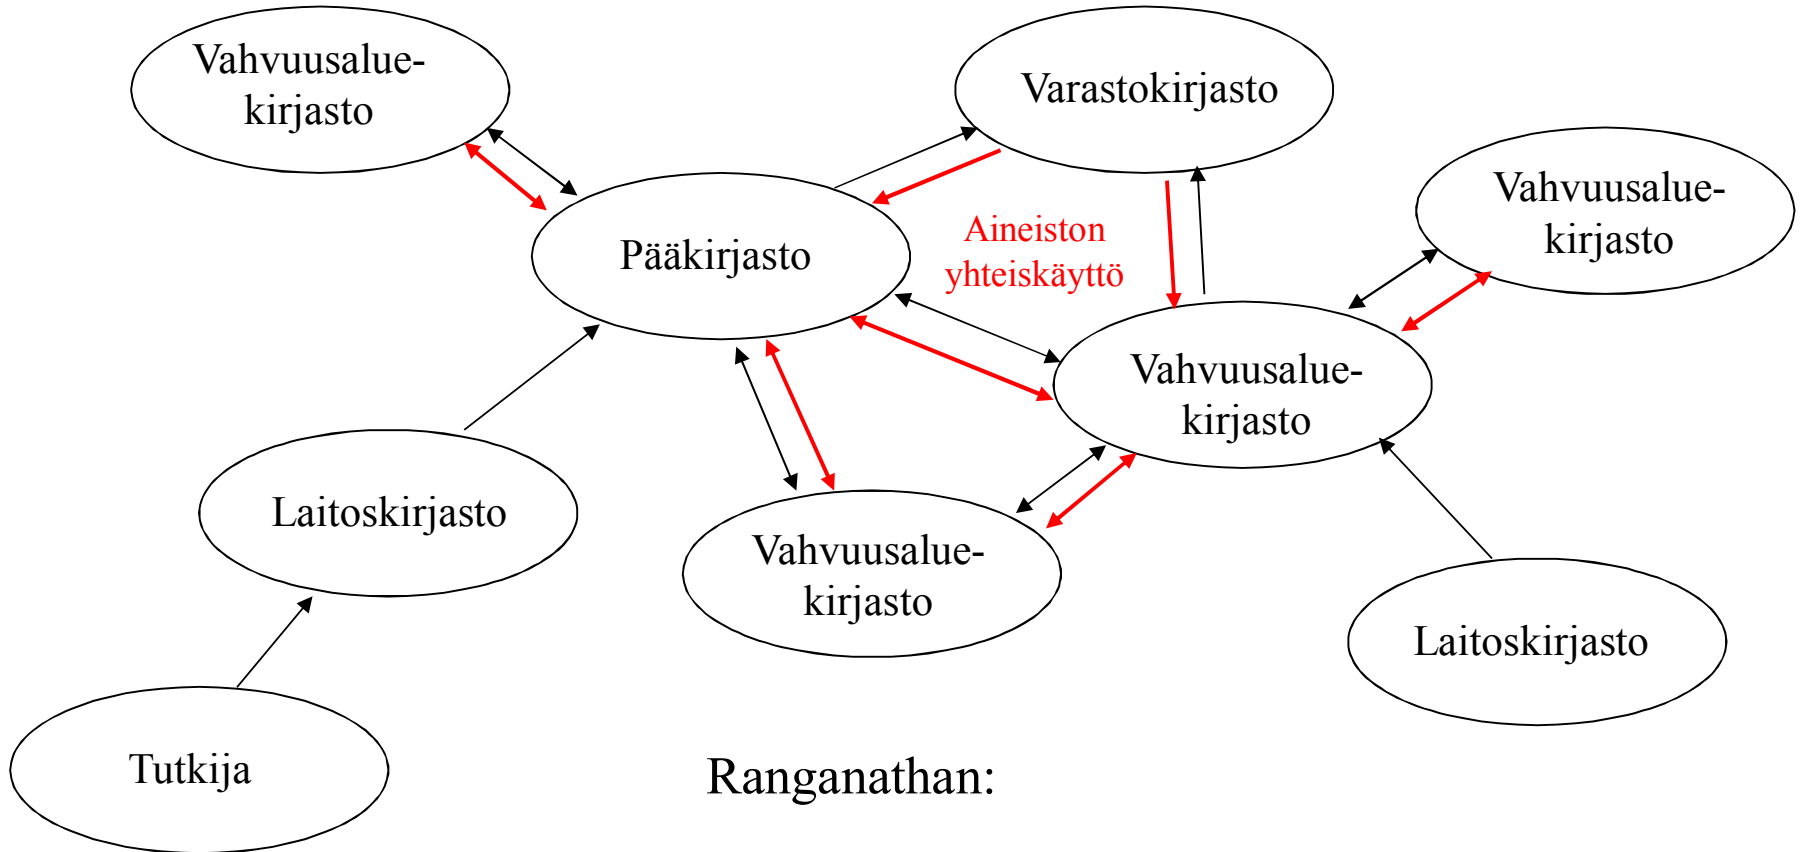 Vahvuusalue-
kirjasto
Varastokirjasto
Vahvuusalue-
kirjasto
Pääkirjasto
Aineiston
yhteiskäyttö
Vahvuusalue-
kirjasto
Laitoskirjasto
Vahvuusalue-
kirjasto
Laitoskirjasto
Tutkija
Ranganathan: